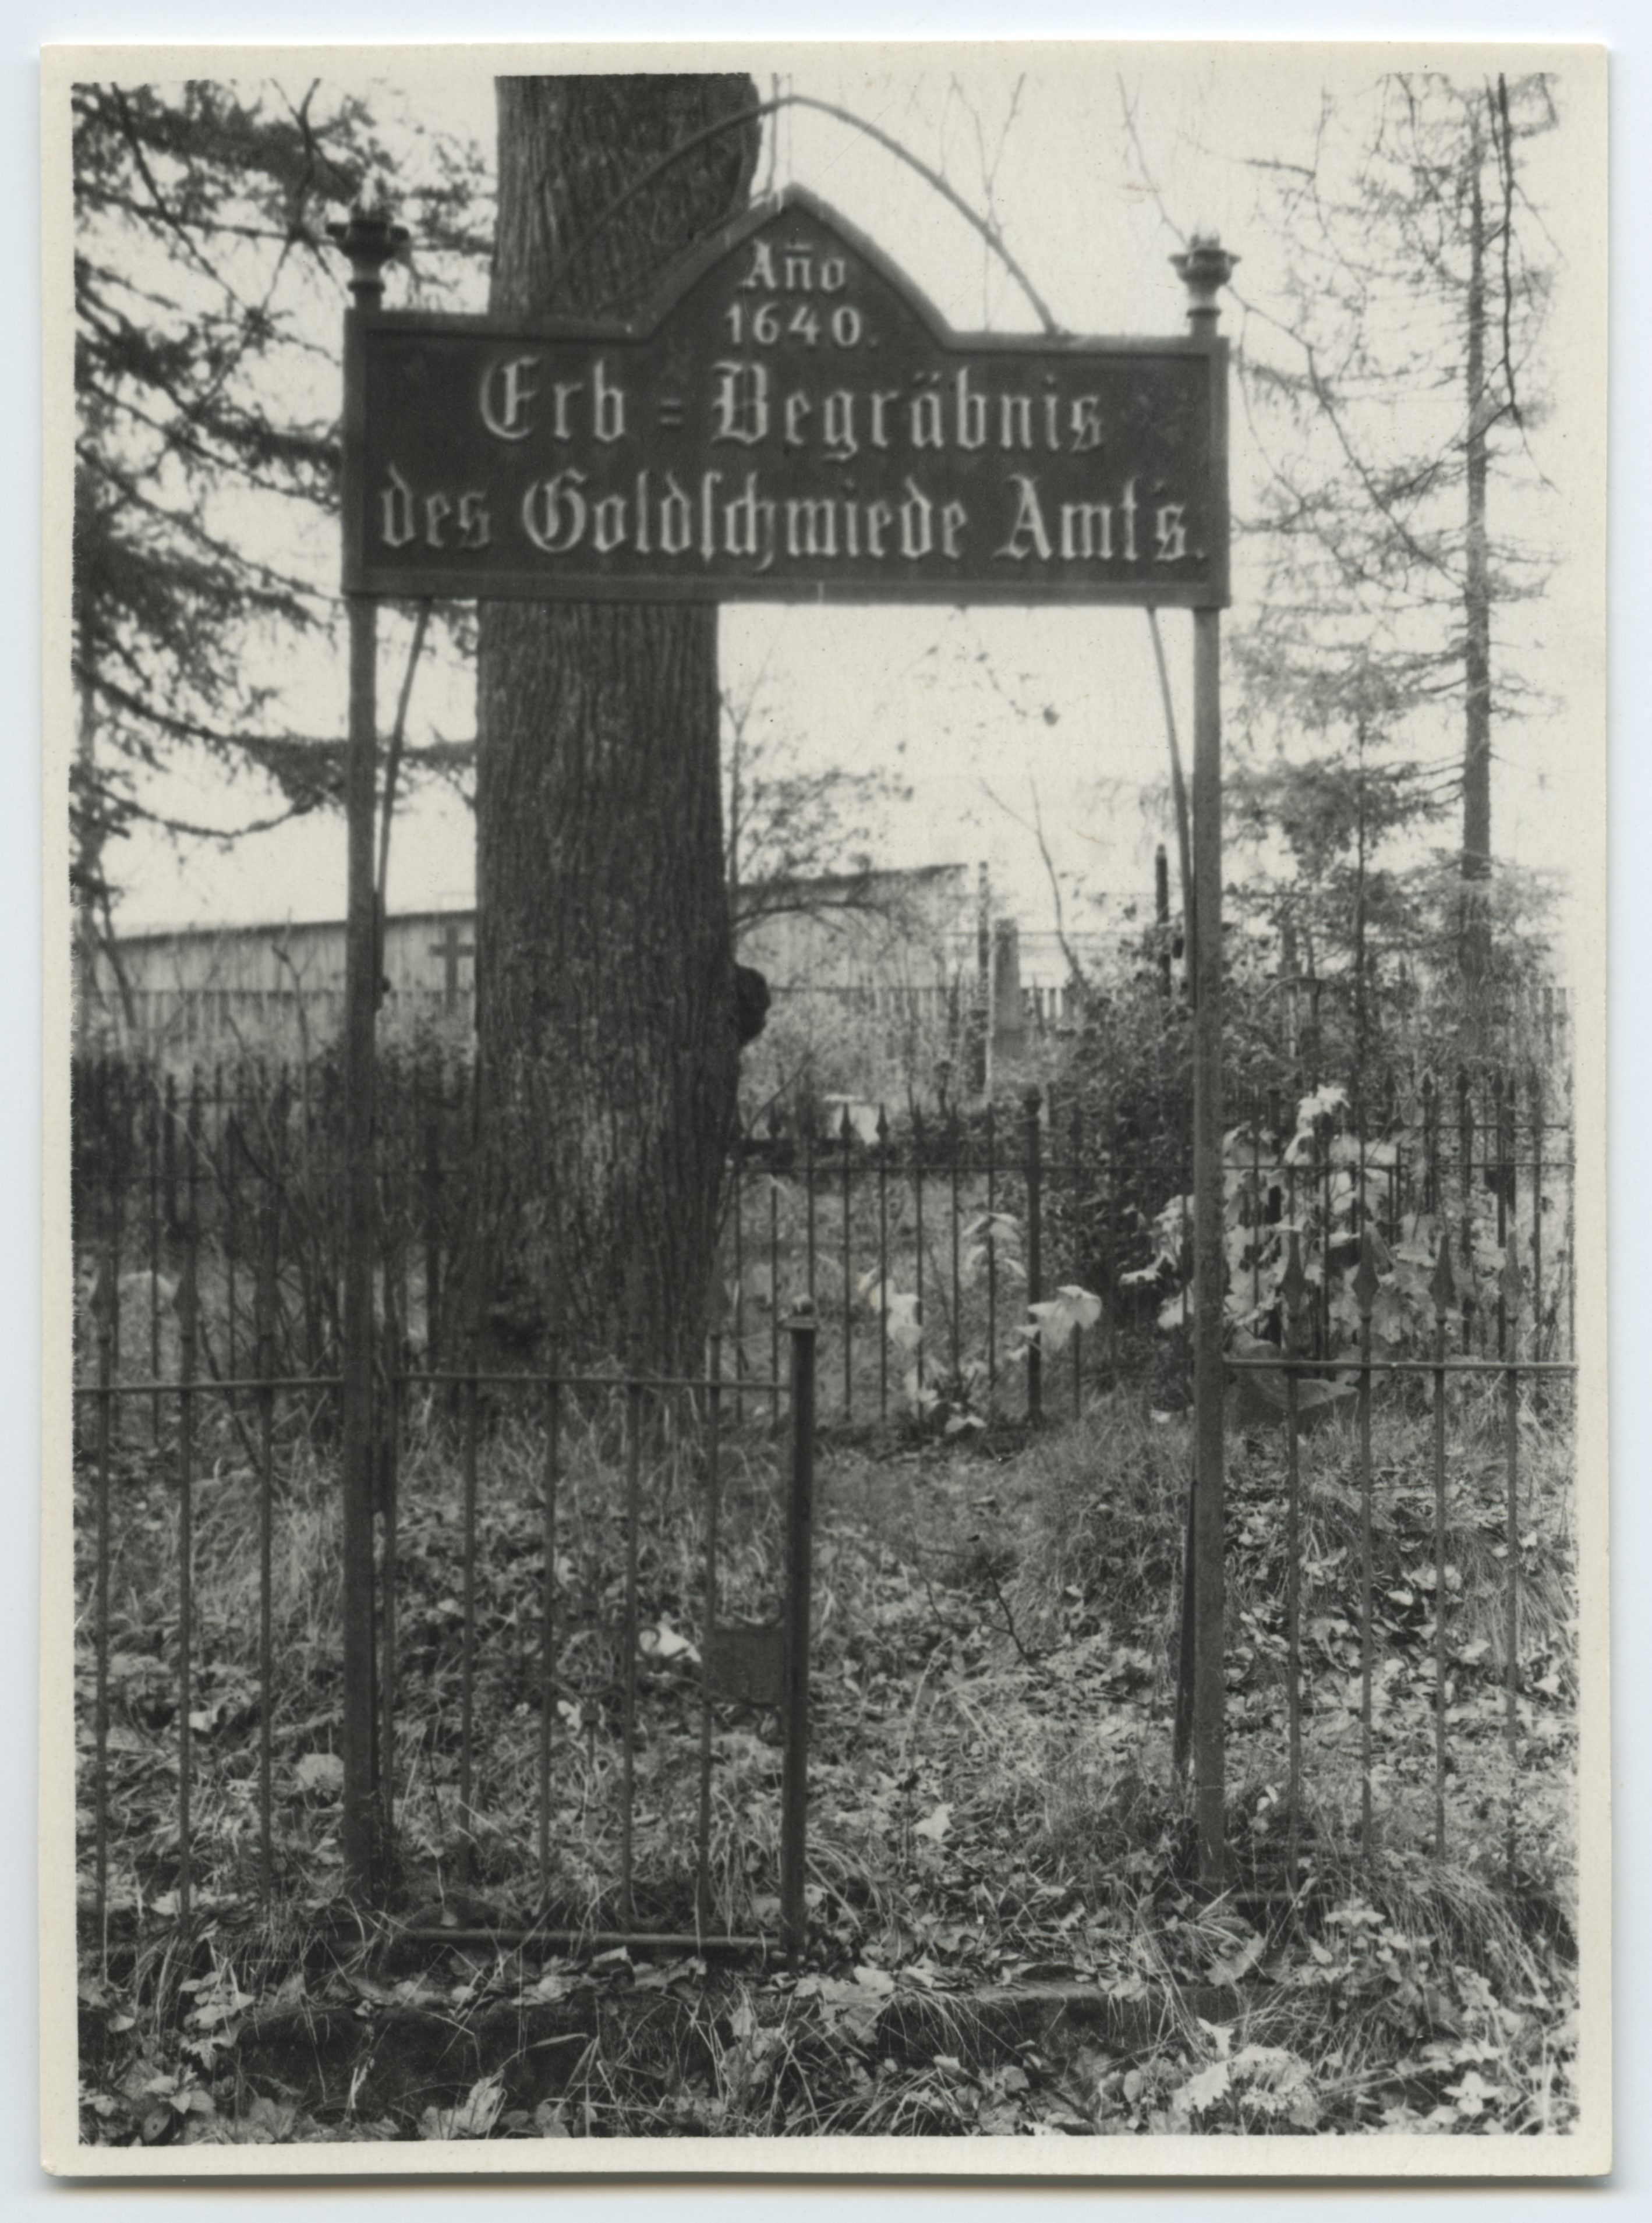 Año
1640.
Erb = Begräbnis
des Goldſchmiede Amt's.